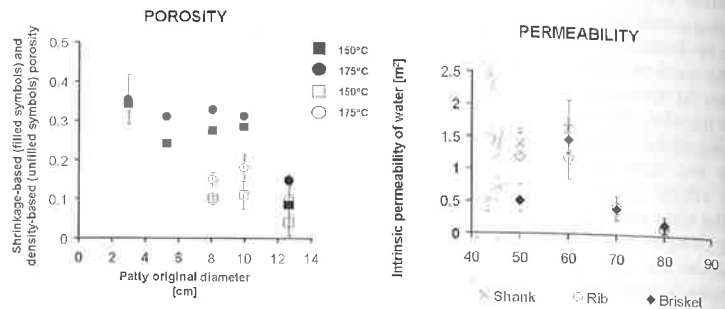 POROSITY
Shrinkage-based (filled symbols) and
density-based (unfilled symbols) porosity
0,5
0,4
0,3
0,2
0,1
0
0 2 4 6 8 10 12 14
Patty original diameter
[cm]
150°C
175°C
150°C
175°C
PERMEABILITY
Intrinsic permeability of water [m²]
2.5
2
1.5
1
0.5
0
40 50 60 70 80 90
Shank Rib Brisket